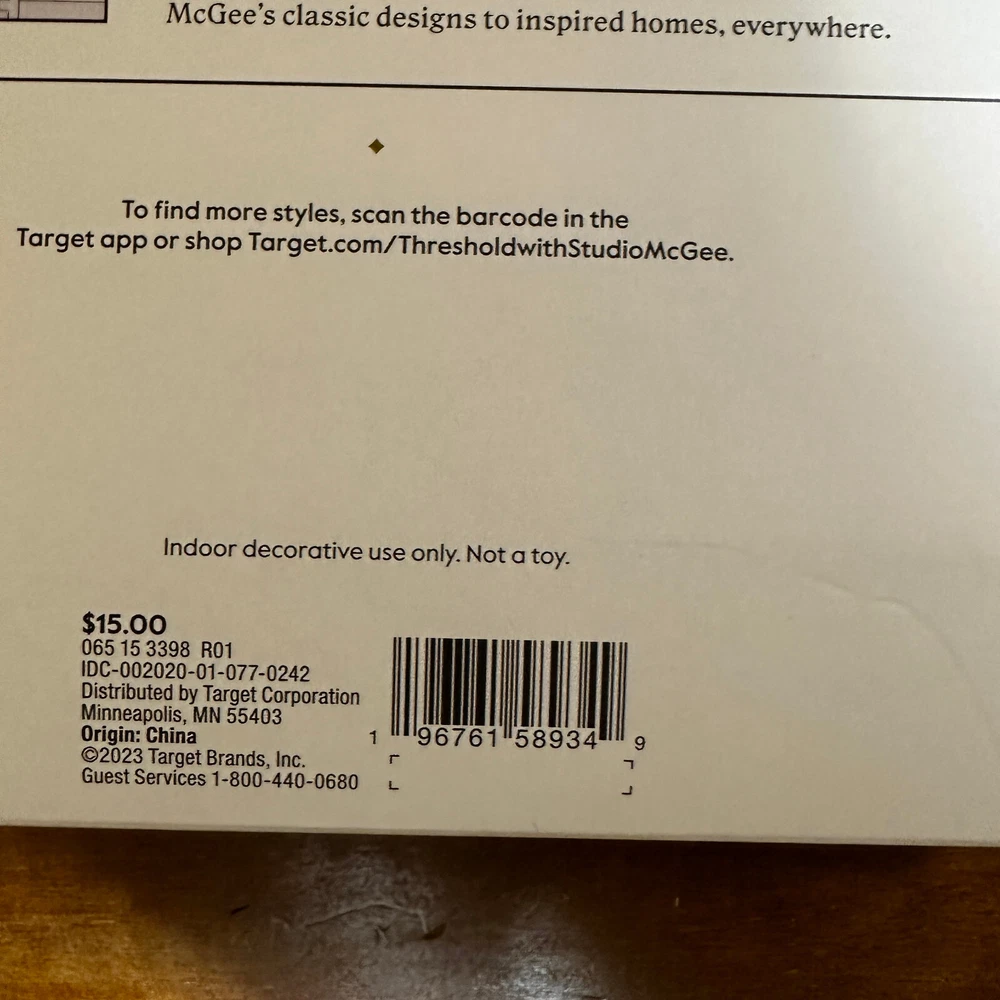 McGee's classic designs to inspired homes, everywhere.
To find more styles, scan the barcode in the
Target app or shop Target.com/ThresholdwithStudioMcGee.
Indoor decorative use only. Not a toy.
$15.00
065 15 3398 R01
IDC-002020-01-077-0242
Distributed by Target Corporation
Minneapolis, MN 55403
Origin: China
©2023 Target Brands, Inc.
Guest Services 1-800-440-0680
1 96761 58934 9